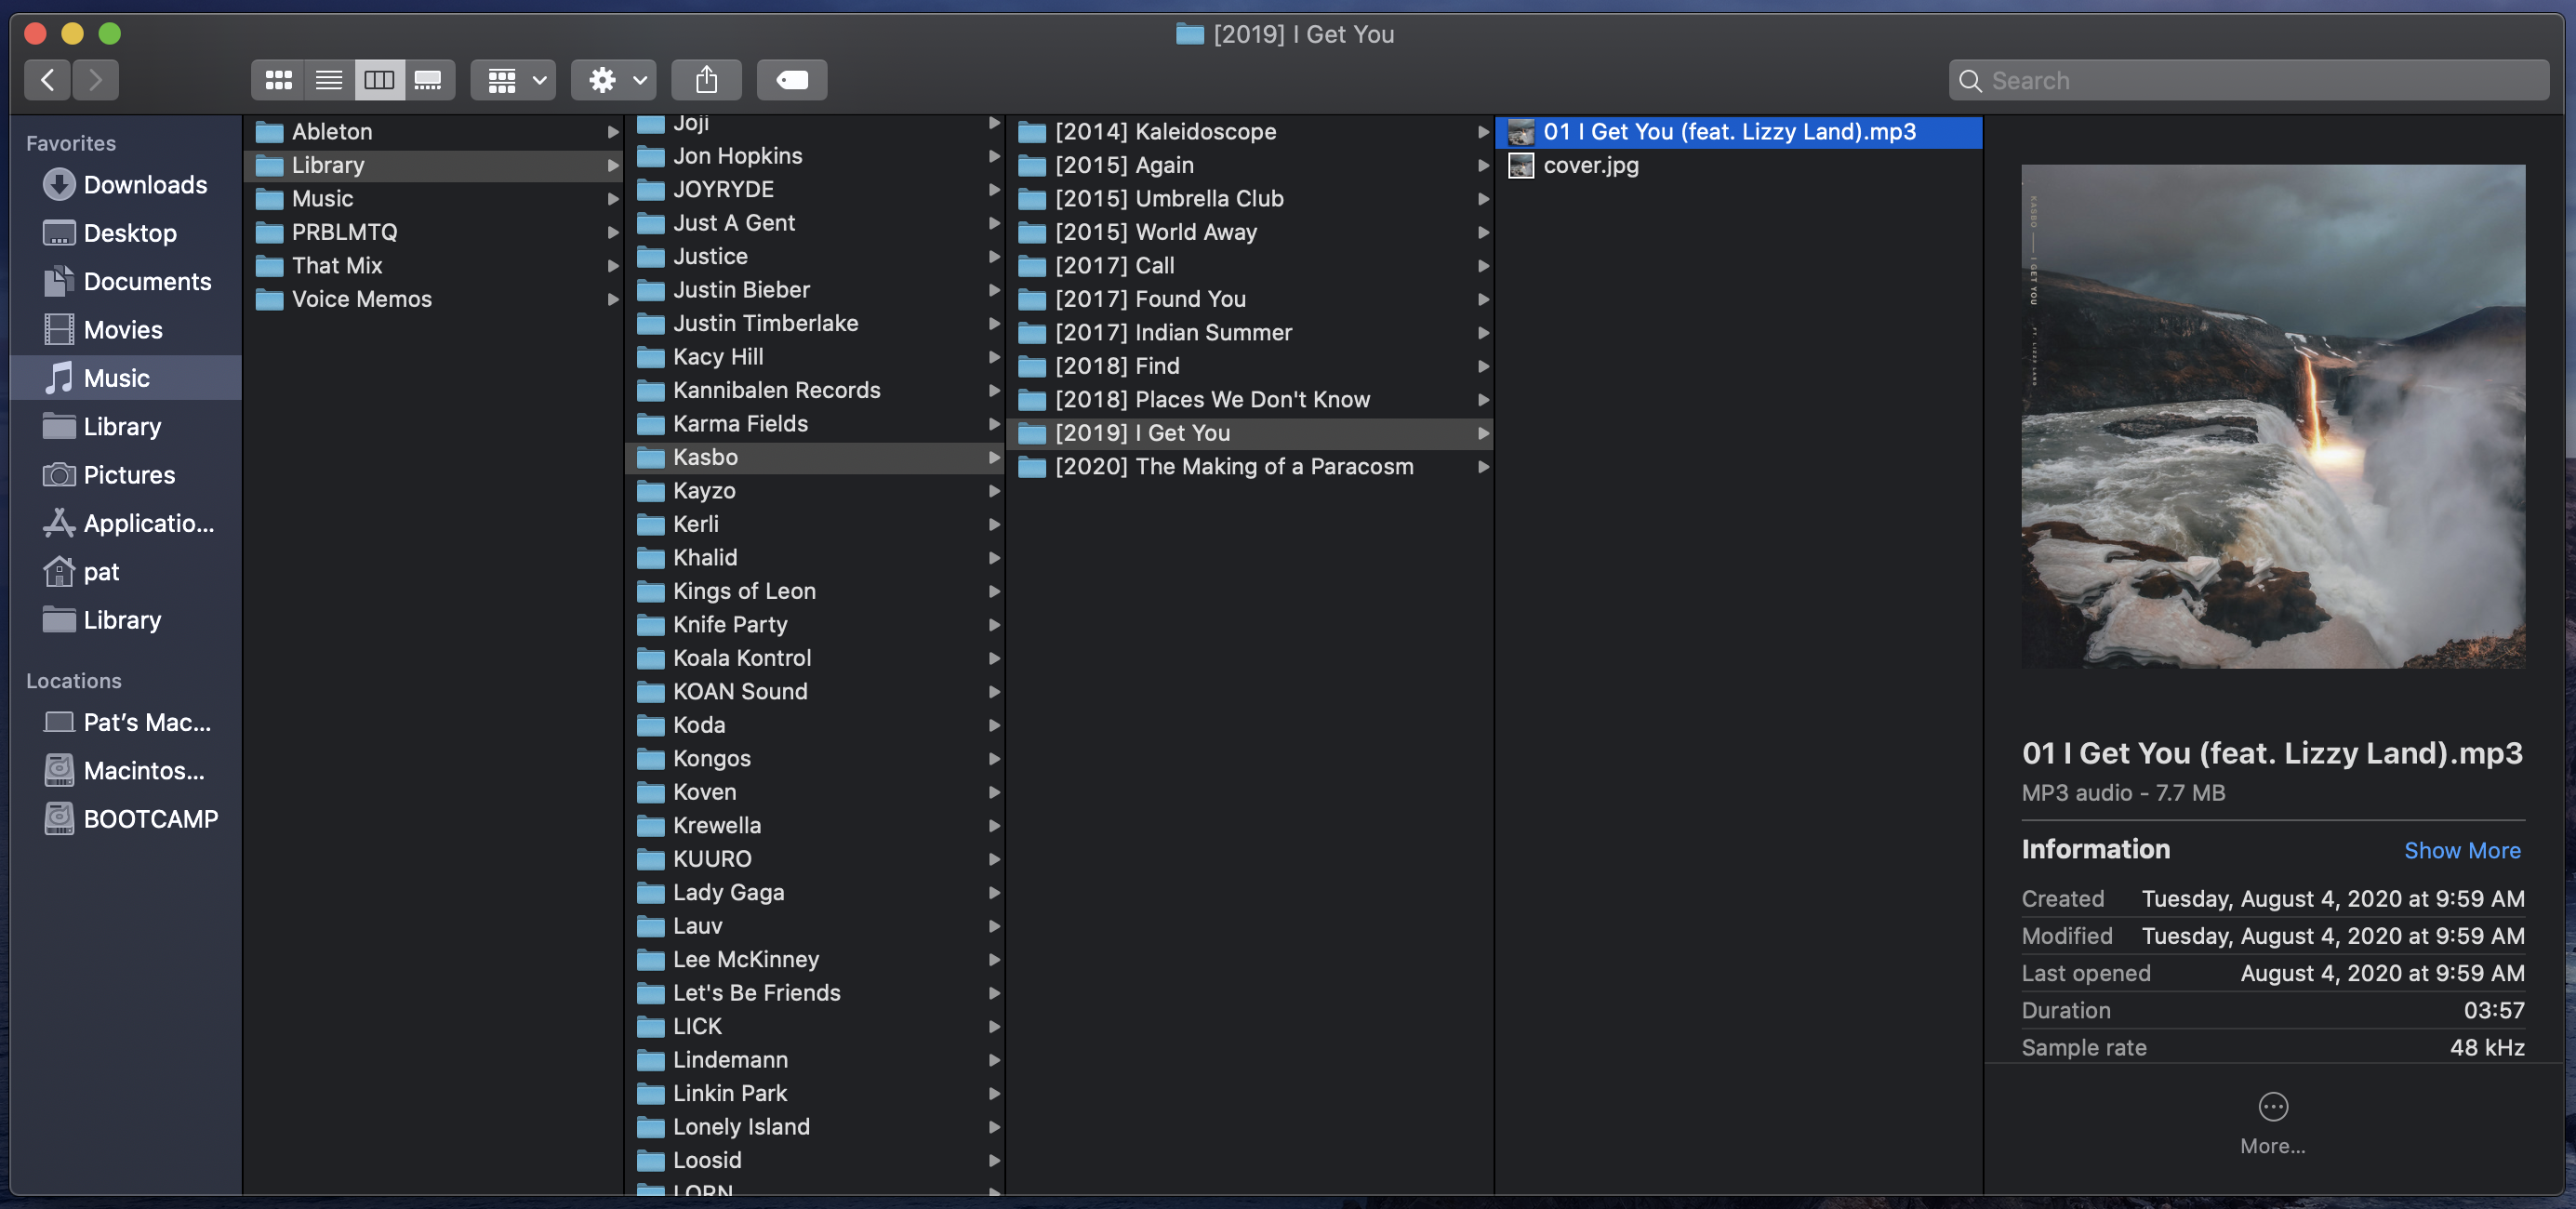 [2019] I Get You
Search
Favorites
Downloads
Desktop
Documents
Movies
Music
Library
Pictures
Applicatio...
pat
Library
Locations
Pat’s Mac...
Macintos...
BOOTCAMP
Ableton
Library
Music
PRBLMTQ
That Mix
Voice Memos
Joji
Jon Hopkins
JOYRYDE
Just A Gent
Justice
Justin Bieber
Justin Timberlake
Kacy Hill
Kannibalen Records
Karma Fields
Kasbo
Kayzo
Kerli
Khalid
Kings of Leon
Knife Party
Koala Kontrol
KOAN Sound
Koda
Kongos
Koven
Krewella
KUURO
Lady Gaga
Lauv
Lee McKinney
Let's Be Friends
LICK
Lindemann
Linkin Park
Lonely Island
Loosid
LORN
[2014] Kaleidoscope
[2015] Again
[2015] Umbrella Club
[2015] World Away
[2017] Call
[2017] Found You
[2017] Indian Summer
[2018] Find
[2018] Places We Don't Know
[2019] I Get You
[2020] The Making of a Paracosm
01 I Get You (feat. Lizzy Land).mp3
cover.jpg
KASBO — I GET YOU FT. LIZZY LAND
01 I Get You (feat. Lizzy Land).mp3
MP3 audio - 7.7 MB
Information Show More
Created Tuesday, August 4, 2020 at 9:59 AM
Modified Tuesday, August 4, 2020 at 9:59 AM
Last opened August 4, 2020 at 9:59 AM
Duration 03:57
Sample rate 48 kHz
More...